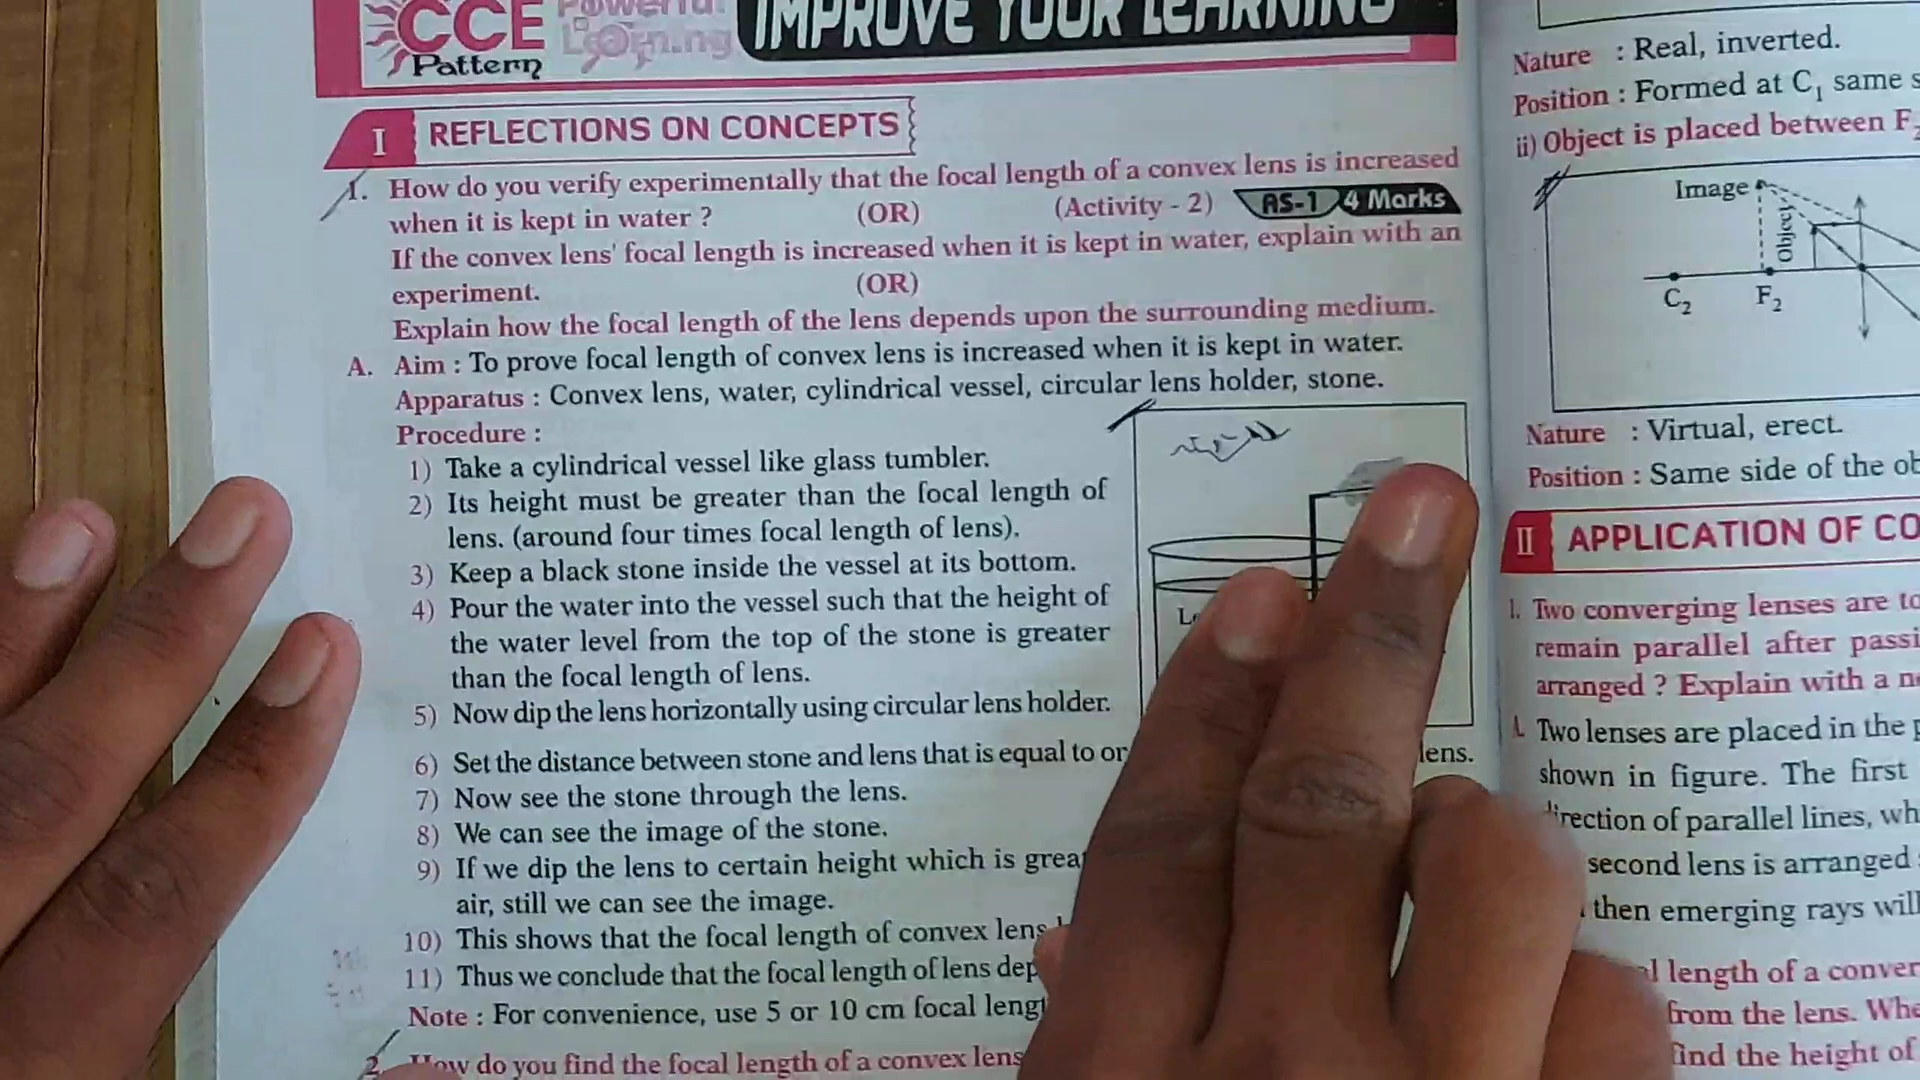 CCE
Pattern
Powerful
Learning
IMPROVE YOUR LEARNING
I REFLECTIONS ON CONCEPTS
1. How do you verify experimentally that the focal length of a convex lens is increased
when it is kept in water ? (OR) (Activity - 2) AS-1 4 Marks
If the convex lens' focal length is increased when it is kept in water, explain with an
experiment. (OR)
Explain how the focal length of the lens depends upon the surrounding medium.
A. Aim : To prove focal length of convex lens is increased when it is kept in water.
Apparatus : Convex lens, water, cylindrical vessel, circular lens holder, stone.
Procedure :
1) Take a cylindrical vessel like glass tumbler.
2) Its height must be greater than the focal length of
lens. (around four times focal length of lens).
3) Keep a black stone inside the vessel at its bottom.
4) Pour the water into the vessel such that the height of
the water level from the top of the stone is greater
than the focal length of lens.
5) Now dip the lens horizontally using circular lens holder.
6) Set the distance between stone and lens that is equal to or lens.
7) Now see the stone through the lens.
8) We can see the image of the stone.
9) If we dip the lens to certain height which is
air, still we can see the image.
10) This shows that the focal length of convex lens
11) Thus we conclude that the focal length of lens
Note : For convenience, use 5 or 10 cm focal
2. How do you find the focal length of a convex lens
Nature : Real, inverted.
Position : Formed at C1 same
ii) Object is placed between F2
Image
Object
C2 F2
Nature : Virtual, erect.
Position : Same side of the
II APPLICATION OF
1. Two converging lenses are
remain parallel after
arranged ? Explain with a
Two lenses are placed in the
shown in figure. The first
direction of parallel lines,
second lens is arranged
then emerging rays will
length of a
from the lens.
find the height of